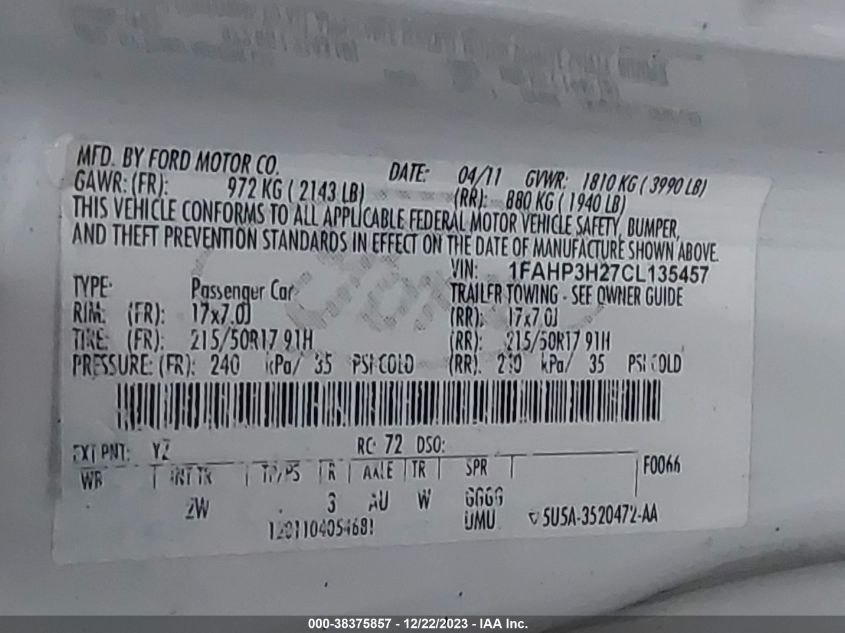 MFD. BY FORD MOTOR CO. DATE: 04/11 GVWR: 1810 KG ( 3990 LB)
GAWR: (FR): 972 KG ( 2143 LB) (RR): 880 KG ( 1940 LB)
THIS VEHICLE CONFORMS TO ALL APPLICABLE FEDERAL MOTOR VEHICLE SAFETY, BUMPER,
AND THEFT PREVENTION STANDARDS IN EFFECT ON THE DATE OF MANUFACTURE SHOWN ABOVE.
VIN: 1FAHP3H27CL135457
TYPE: Passenger Car TRAILER TOWING - SEE OWNER GUIDE
RIM: (FR): 17x7.0J (RR): 17x7.0J
TIRE: (FR): 215/50R17 91H (RR): 215/50R17 91H
PRESSURE: (FR): 240 kPa/ 35 PSI COLD (RR): kPa/ 35 PSI COLD
EXT PNT: YZ RC: 72 DSO:
WB INT TR TP/PS R AXLE TR SPR F0066
2W 3 AU W GGGG
UMU 5U5A-3520472-AA
000-38375857 - 12/22/2023 - IAA Inc.